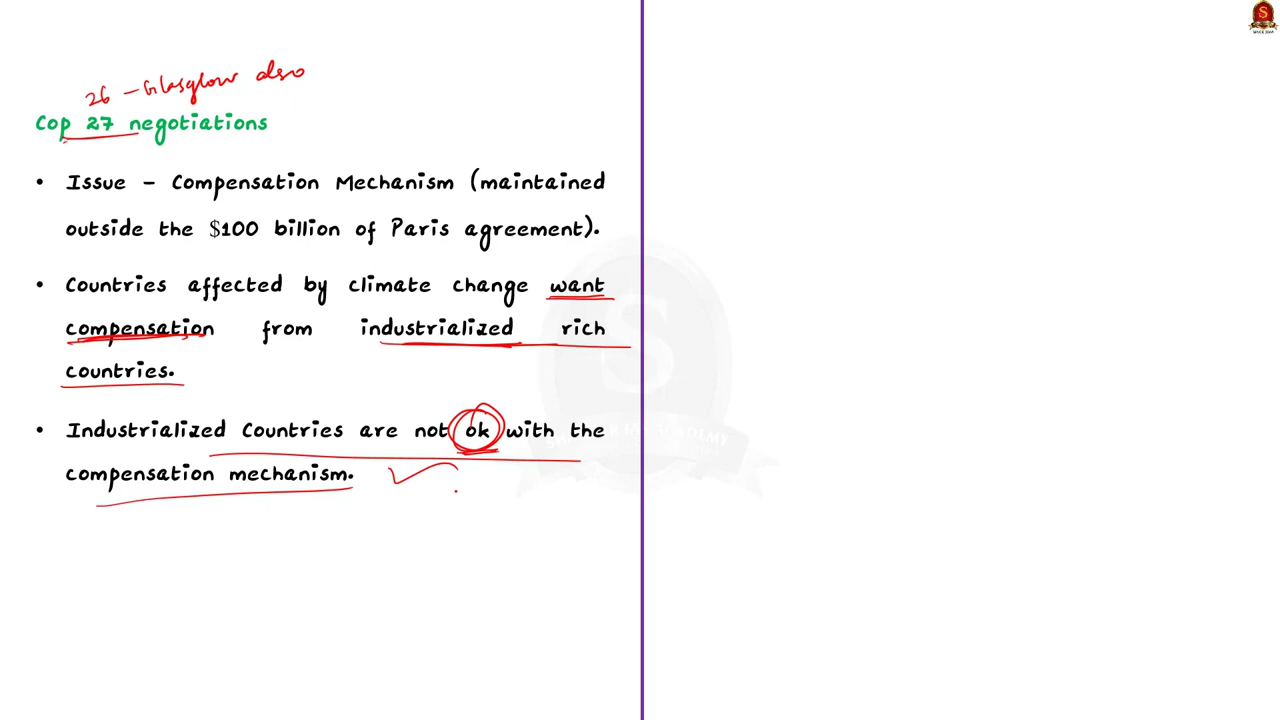 26 - Glasglow also
Cop 27 negotiations
• Issue – Compensation Mechanism (maintained
outside the $100 billion of Paris agreement).
• Countries affected by climate change want
compensation from industrialized rich
countries.
• Industrialized Countries are not ok with the
compensation mechanism.
S